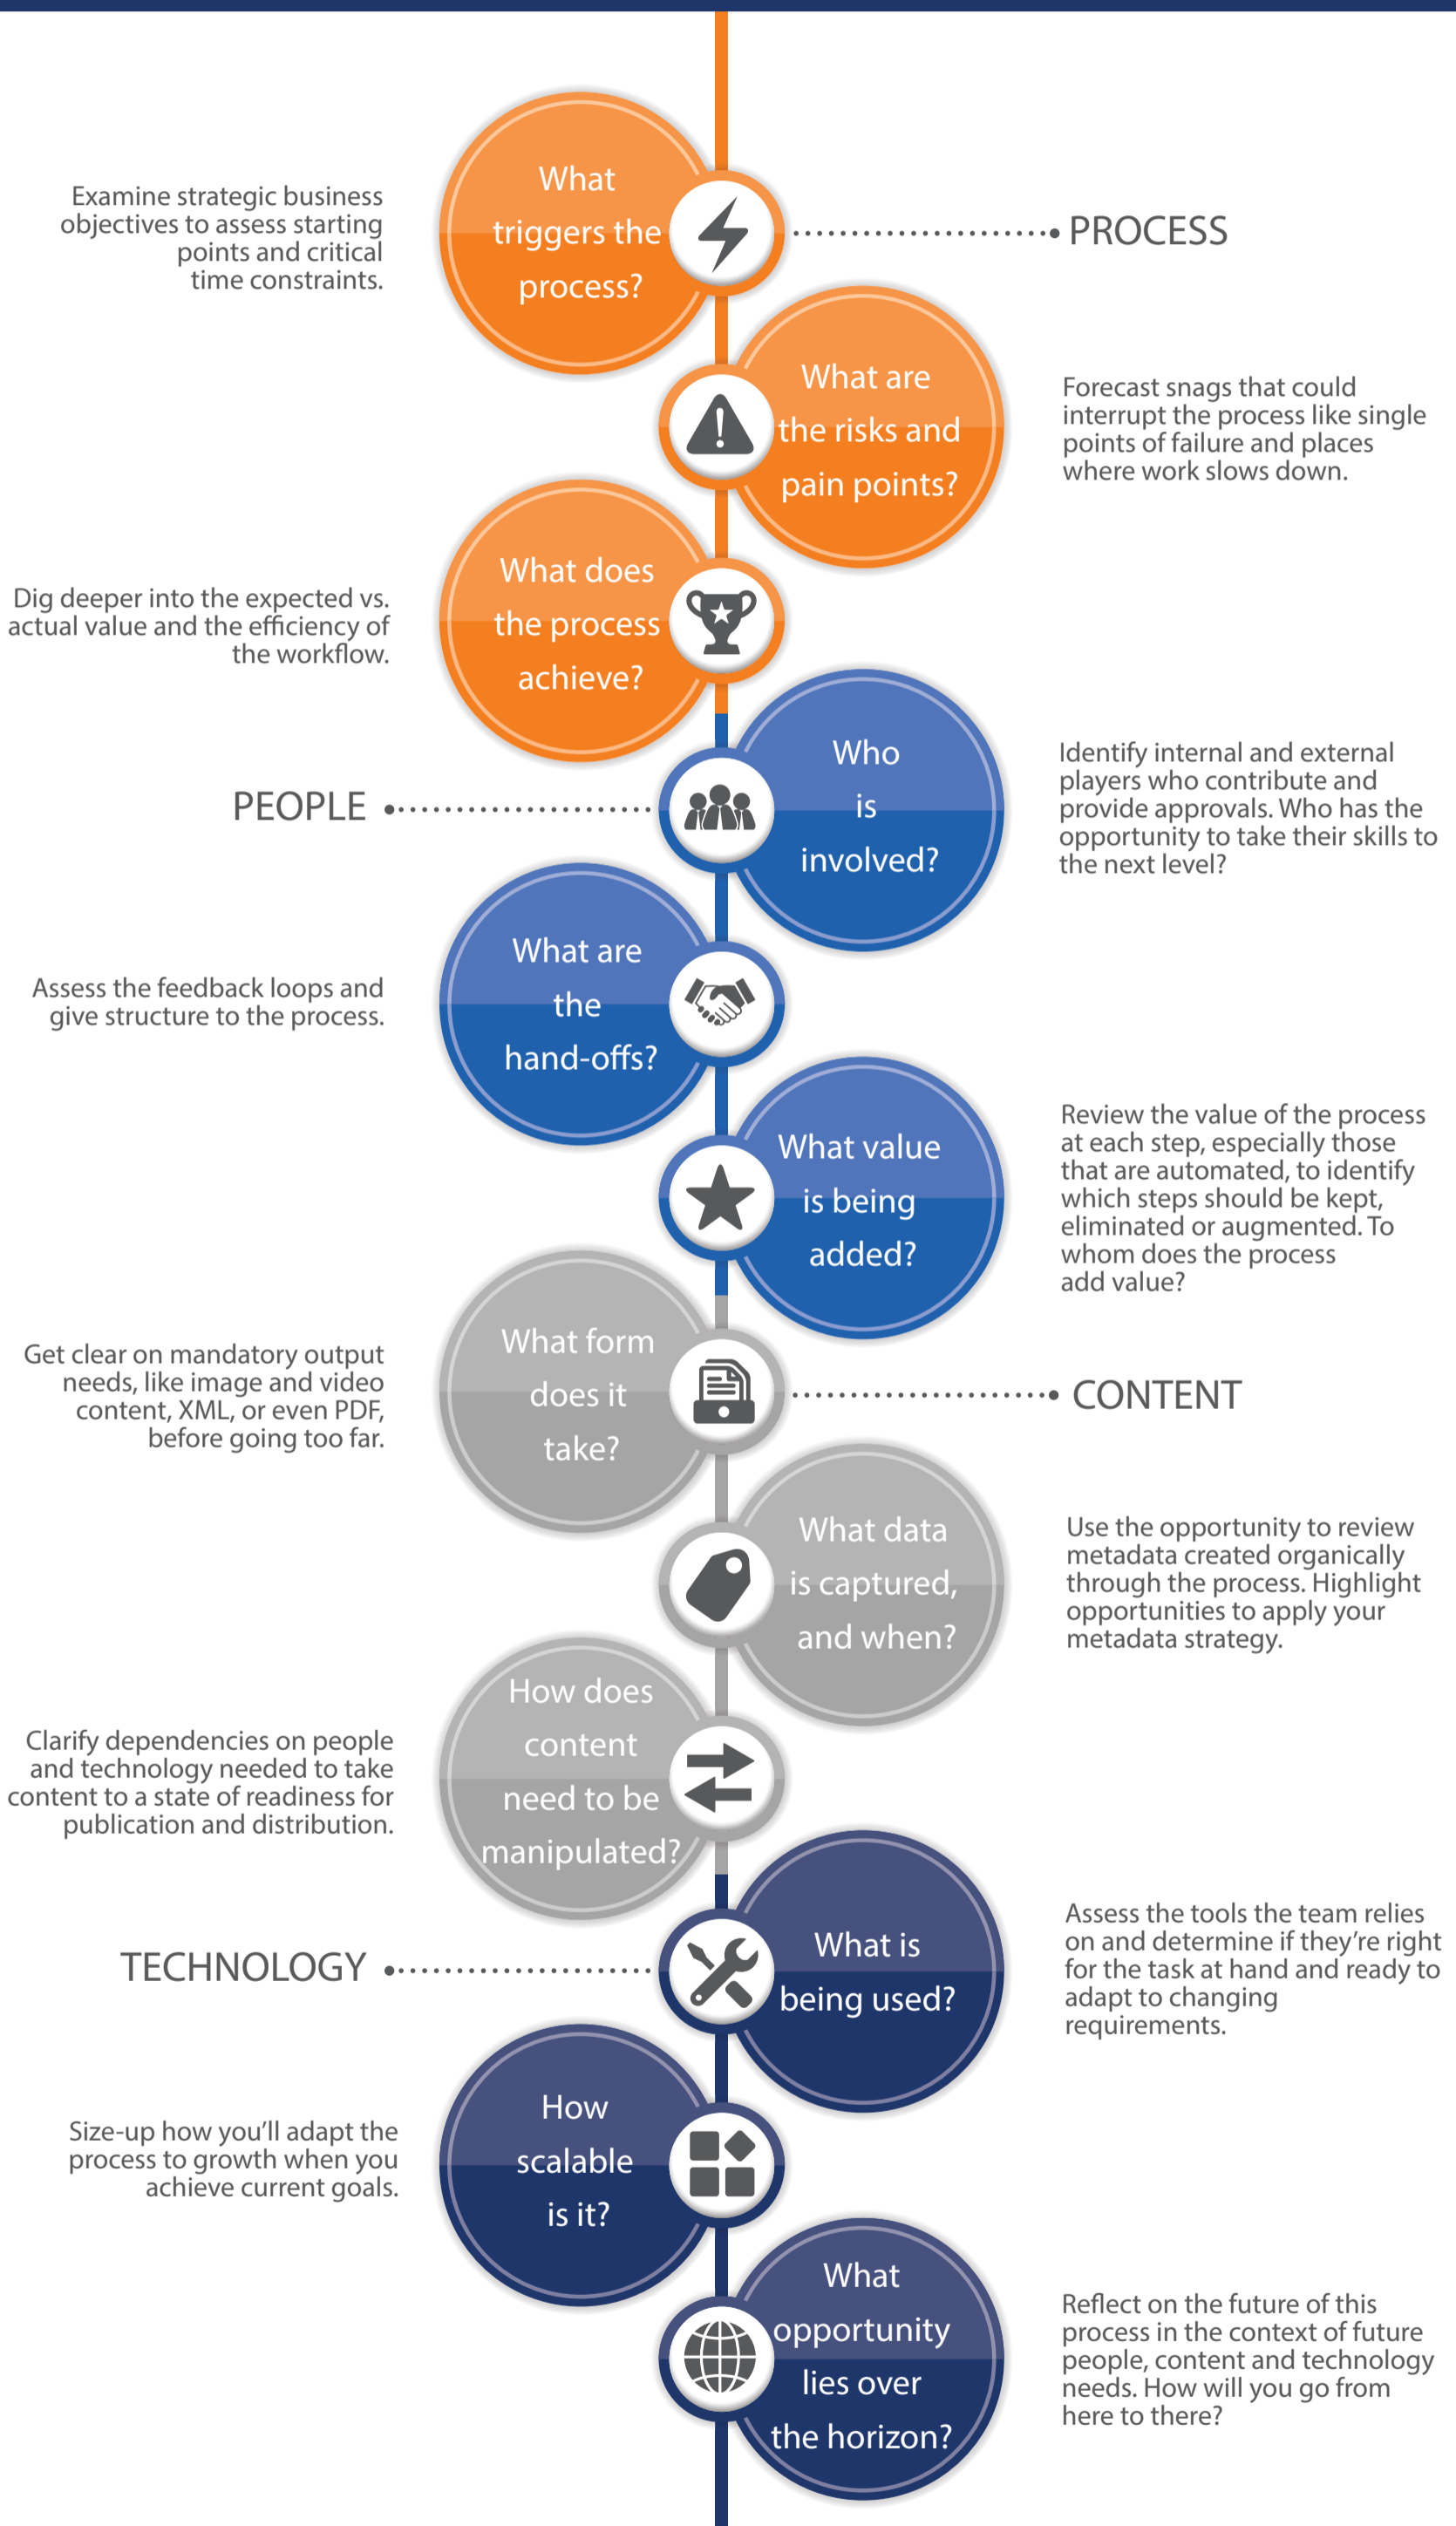 What
triggers the
process?
Examine strategic business
objectives to assess starting
points and critical
time constraints.
PROCESS
What are
the risks and
pain points?
Forecast snags that could
interrupt the process like single
points of failure and places
where work slows down.
What does
the process
achieve?
Dig deeper into the expected vs.
actual value and the efficiency of
the workflow.
PEOPLE
Who
is
involved?
Identify internal and external
players who contribute and
provide approvals. Who has the
opportunity to take their skills to
the next level?
What are
the
hand-offs?
Assess the feedback loops and
give structure to the process.
What value
is being
added?
Review the value of the process
at each step, especially those
that are automated, to identify
which steps should be kept,
eliminated or augmented. To
whom does the process
add value?
What form
does it
take?
Get clear on mandatory output
needs, like image and video
content, XML, or even PDF,
before going too far.
CONTENT
What data
is captured,
and when?
Use the opportunity to review
metadata created organically
through the process. Highlight
opportunities to apply your
metadata strategy.
How does
content
need to be
manipulated?
Clarify dependencies on people
and technology needed to take
content to a state of readiness for
publication and distribution.
TECHNOLOGY
What is
being used?
Assess the tools the team relies
on and determine if they’re right
for the task at hand and ready to
adapt to changing
requirements.
How
scalable
is it?
Size-up how you’ll adapt the
process to growth when you
achieve current goals.
What
opportunity
lies over
the horizon?
Reflect on the future of this
process in the context of future
people, content and technology
needs. How will you go from
here to there?